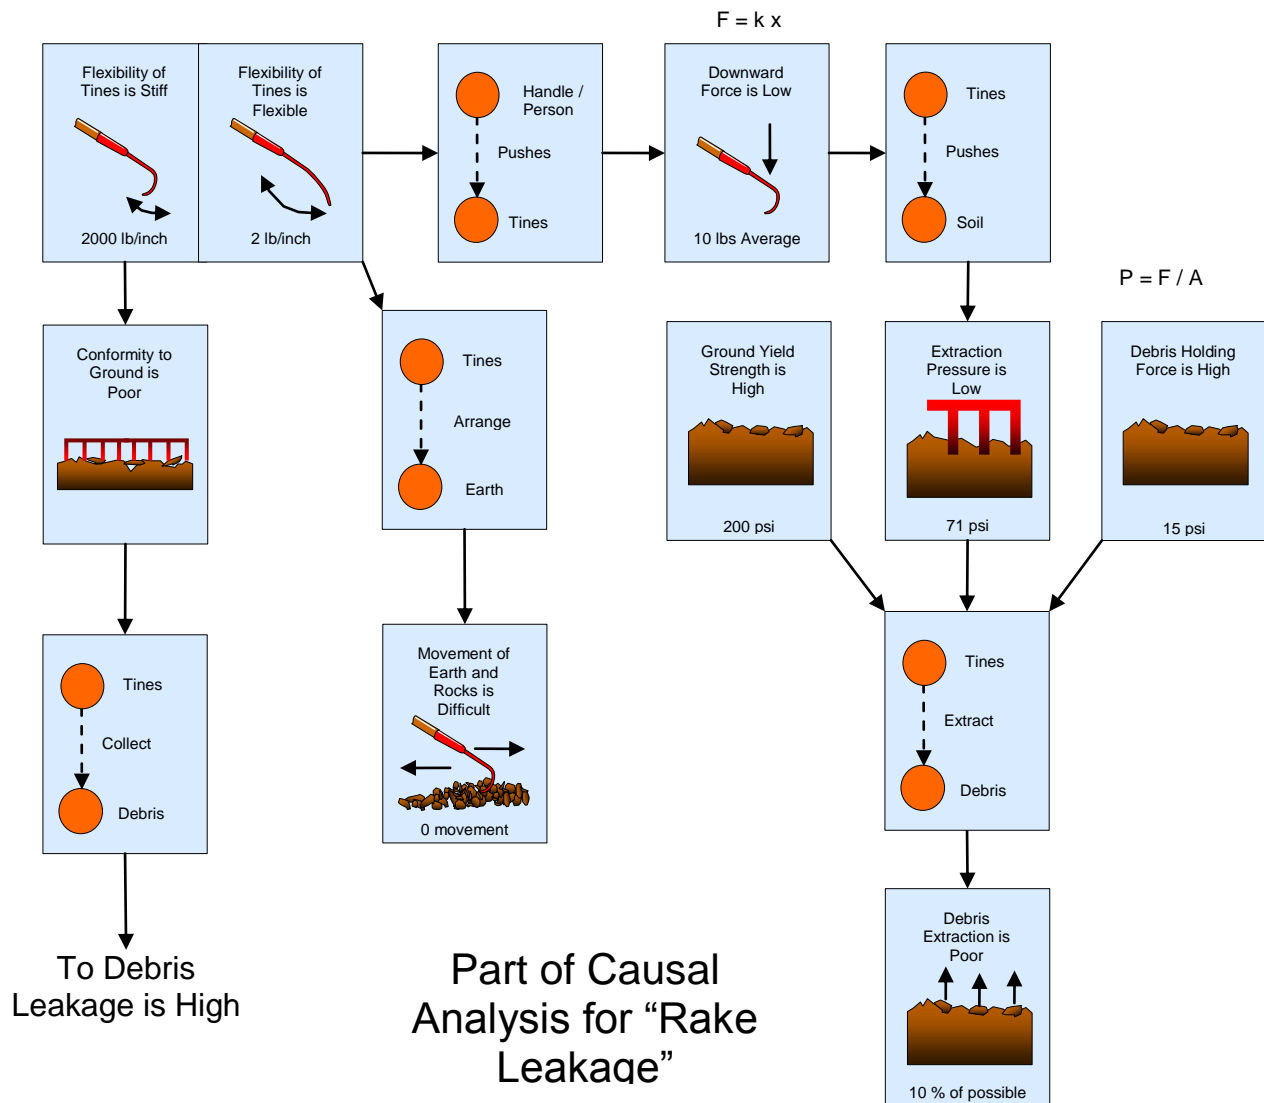 F = k x
Flexibility of
Tines is Stiff
2000 lb/inch
Flexibility of
Tines is
Flexible
2 lb/inch
Handle /
Person
Pushes
Tines
Downward
Force is Low
10 lbs Average
Tines
Pushes
Soil
P = F / A
Conformity to
Ground is
Poor
Tines
Arrange
Earth
Ground Yield
Strength is
High
200 psi
Extraction
Pressure is
Low
71 psi
Debris Holding
Force is High
15 psi
Tines
Collect
Debris
Movement of
Earth and
Rocks is
Difficult
0 movement
Tines
Extract
Debris
To Debris
Leakage is High
Part of Causal
Analysis for “Rake
Leakage”
Debris
Extraction is
Poor
10 % of possible